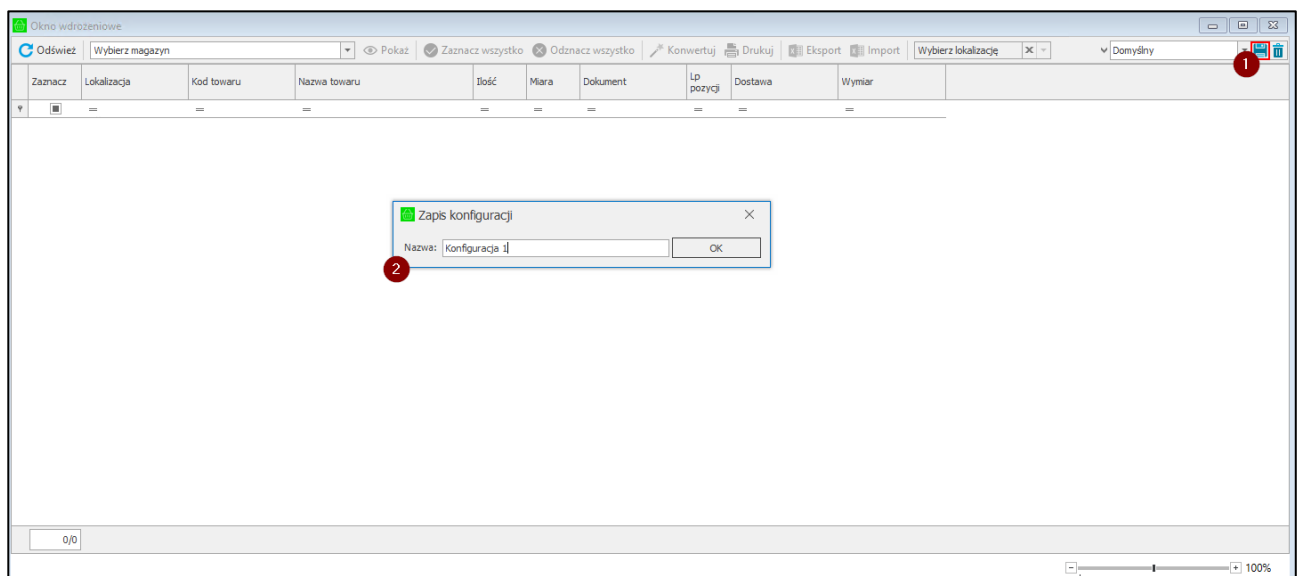 Okno wdrożeniowe
Odśwież Wybierz magazyn Pokaż Zaznacz wszystko Odznacz wszystko Konwertuj Drukuj Eksport Import Wybierz lokalizację Domyślny
1
Zaznacz Lokalizacja Kod towaru Nazwa towaru Ilość Miara Dokument Lp pozycji Dostawa Wymiar
= = = = = = = = =
Zapis konfiguracji
Nazwa: Konfiguracja 1 OK
2
0/0
100%